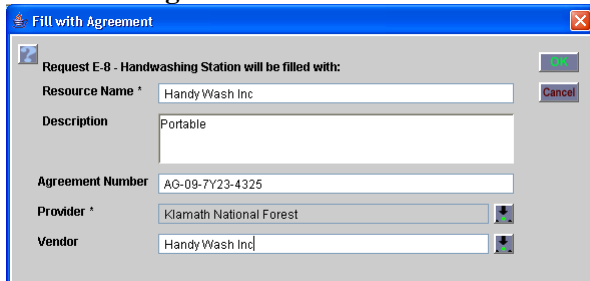 Fill with Agreement
Request E-8 - Handwashing Station will be filled with:
OK
Resource Name * Handy Wash Inc
Cancel
Description Portable
Agreement Number AG-09-7Y23-4325
Provider * Klamath National Forest
Vendor Handy Wash Inc